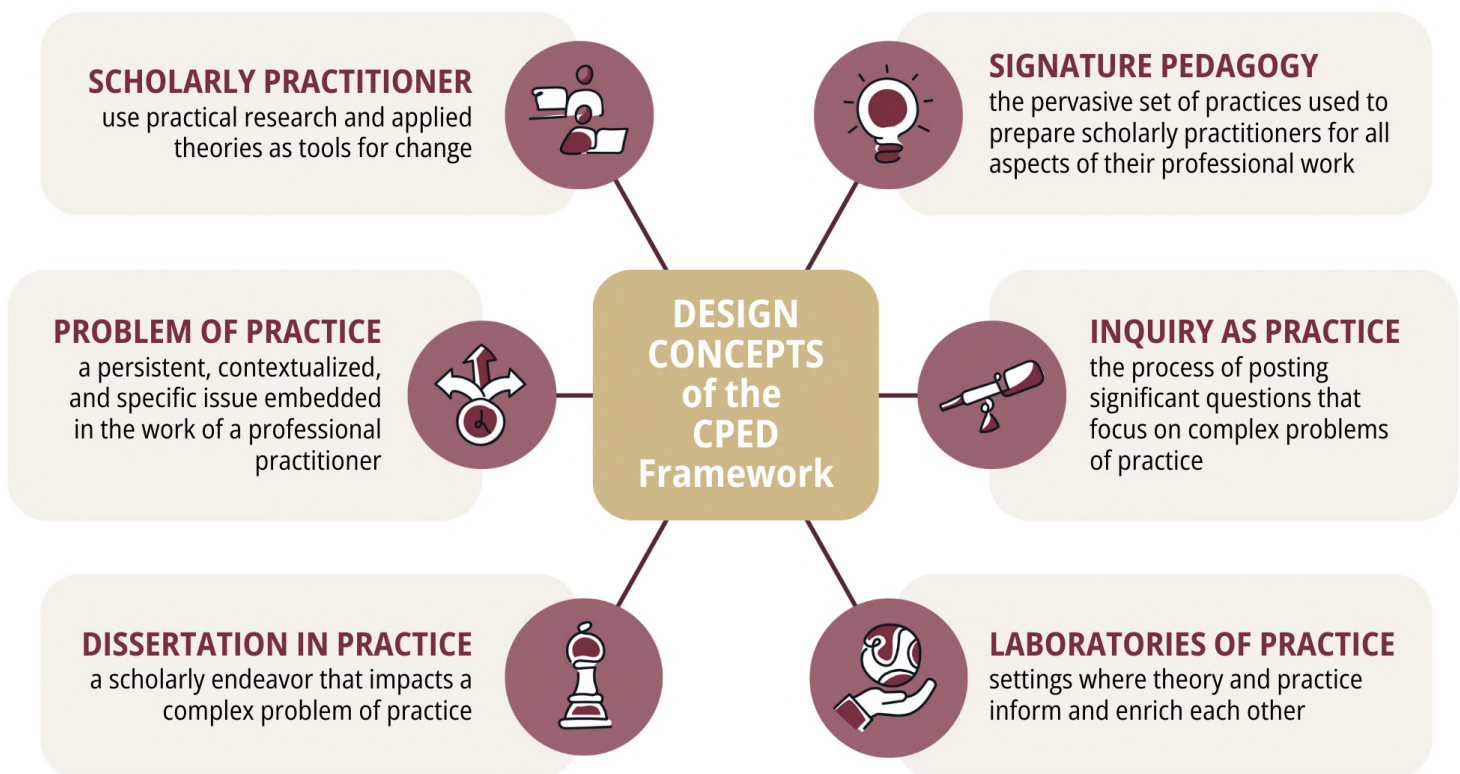 SCHOLARLY PRACTITIONER
use practical research and applied
theories as tools for change
SIGNATURE PEDAGOGY
the pervasive set of practices used to
prepare scholarly practitioners for all
aspects of their professional work
PROBLEM OF PRACTICE
a persistent, contextualized,
and specific issue embedded
in the work of a professional
practitioner
DESIGN
CONCEPTS
of the
CPED
Framework
INQUIRY AS PRACTICE
the process of posting
significant questions that
focus on complex problems
of practice
DISSERTATION IN PRACTICE
a scholarly endeavor that impacts a
complex problem of practice
LABORATORIES OF PRACTICE
settings where theory and practice
inform and enrich each other